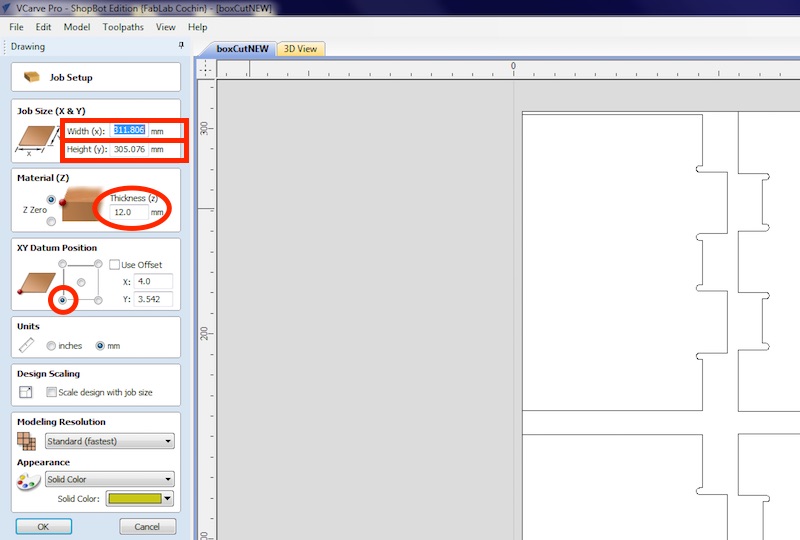 VCarve Pro - ShopBot Edition {FabLab Cochin} - [boxCutNEW]
File Edit Model Toolpaths View Help
Drawing
boxCutNEW 3D View
0
Job Setup
Job Size (X & Y)
Width (x): 311.806 mm
Height (y): 305.076 mm
x
300
Material (Z)
Thickness (z)
Z Zero
12.0 mm
XY Datum Position
Use Offset
X: 4.0
Y: 3.542
Units
inches mm
200
Design Scaling
Scale design with job size
Modeling Resolution
Standard (fastest)
Appearance
Solid Color
Solid Color:
OK Cancel